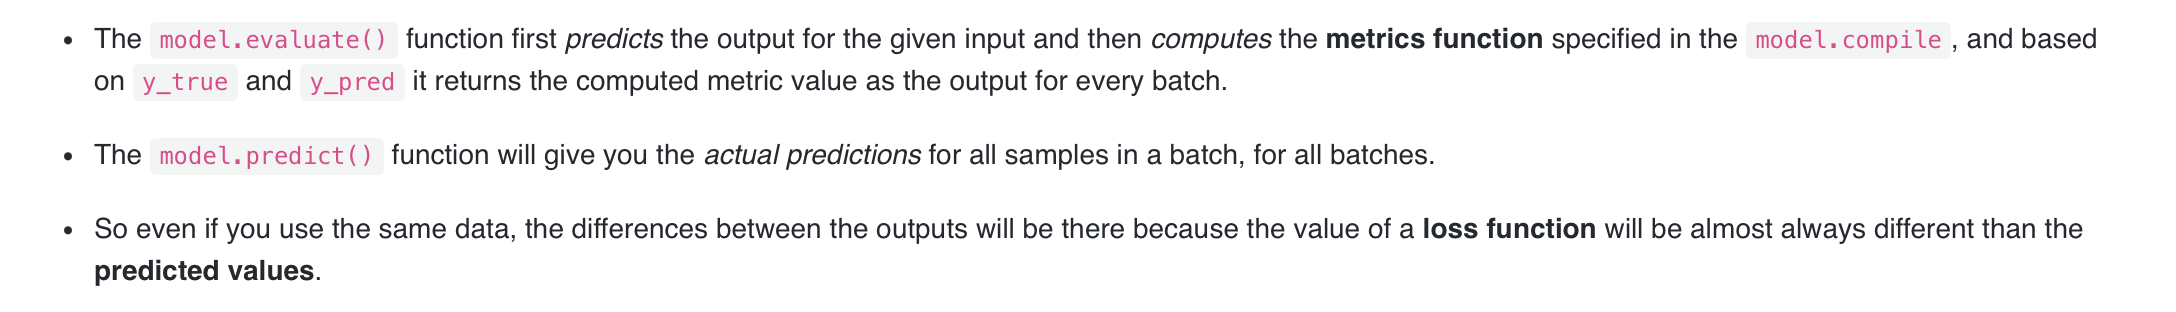 • The model.evaluate() function first predicts the output for the given input and then computes the metrics function specified in the model.compile, and based
on y_true and y_pred it returns the computed metric value as the output for every batch.
• The model.predict() function will give you the actual predictions for all samples in a batch, for all batches.
• So even if you use the same data, the differences between the outputs will be there because the value of a loss function will be almost always different than the
predicted values.